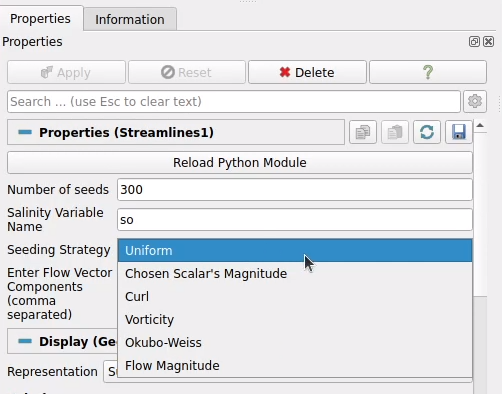 Properties
Information
Properties
Apply
Reset
Delete
?
Search ... (use Esc to clear text)
Properties (Streamlines1)
Reload Python Module
Number of seeds
300
Salinity Variable
Name
so
Seeding Strategy
Uniform
Chosen Scalar's Magnitude
Curl
Vorticity
Okubo-Weiss
Flow Magnitude
Enter Flow Vector
Components
(comma
separated)
Display (Ge
Representation